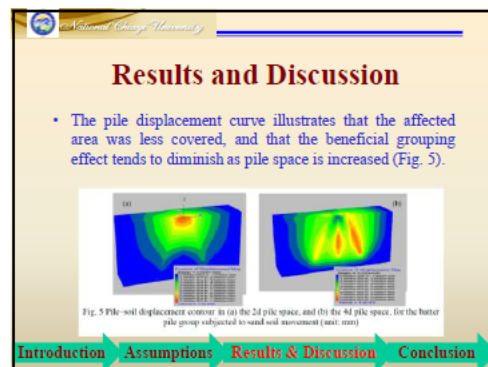 National Chiayi University
Results and Discussion
• The pile displacement curve illustrates that the affected
area was less covered, and that the beneficial grouping
effect tends to diminish as pile space is increased (Fig. 5).
(a)
(b)
Fig. 5 Pile–soil displacement contour in (a) the 2d pile space, and (b) the 4d pile space, for the batter
pile group subjected to sand soil movement (unit: mm)
Introduction Assumptions Results & Discussion Conclusion